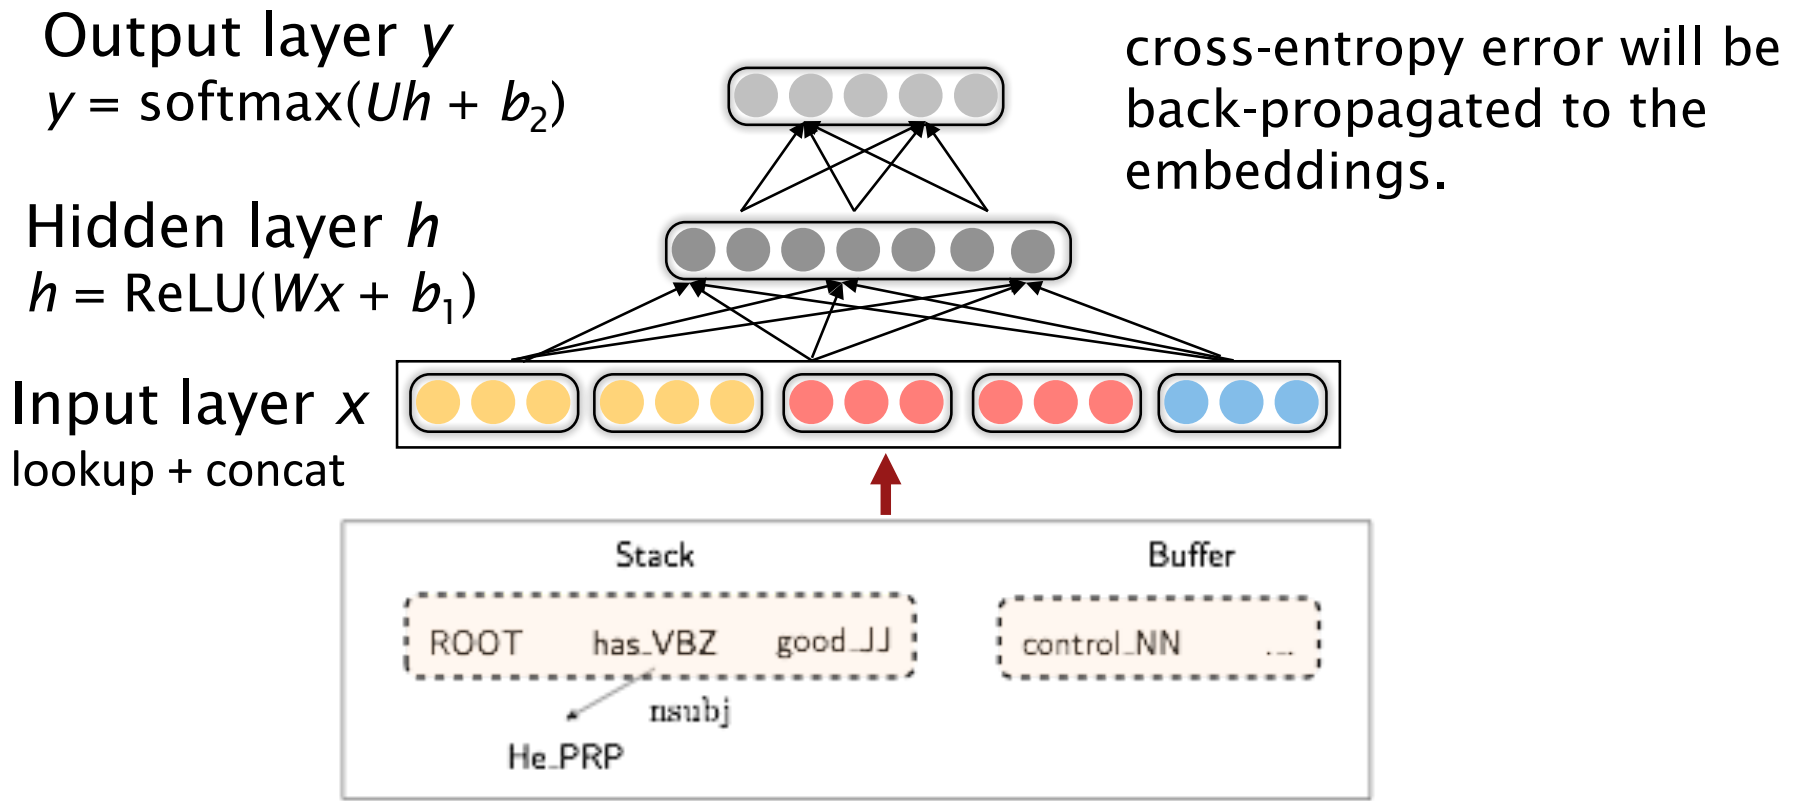 Output layer y
y = softmax(Uh + b₂)
cross-entropy error will be
back-propagated to the
embeddings.
Hidden layer h
h = ReLU(Wx + b₁)
Input layer x
lookup + concat
Stack Buffer
ROOT has_VBZ good_JJ control_NN ...
nsubj
He_PRP